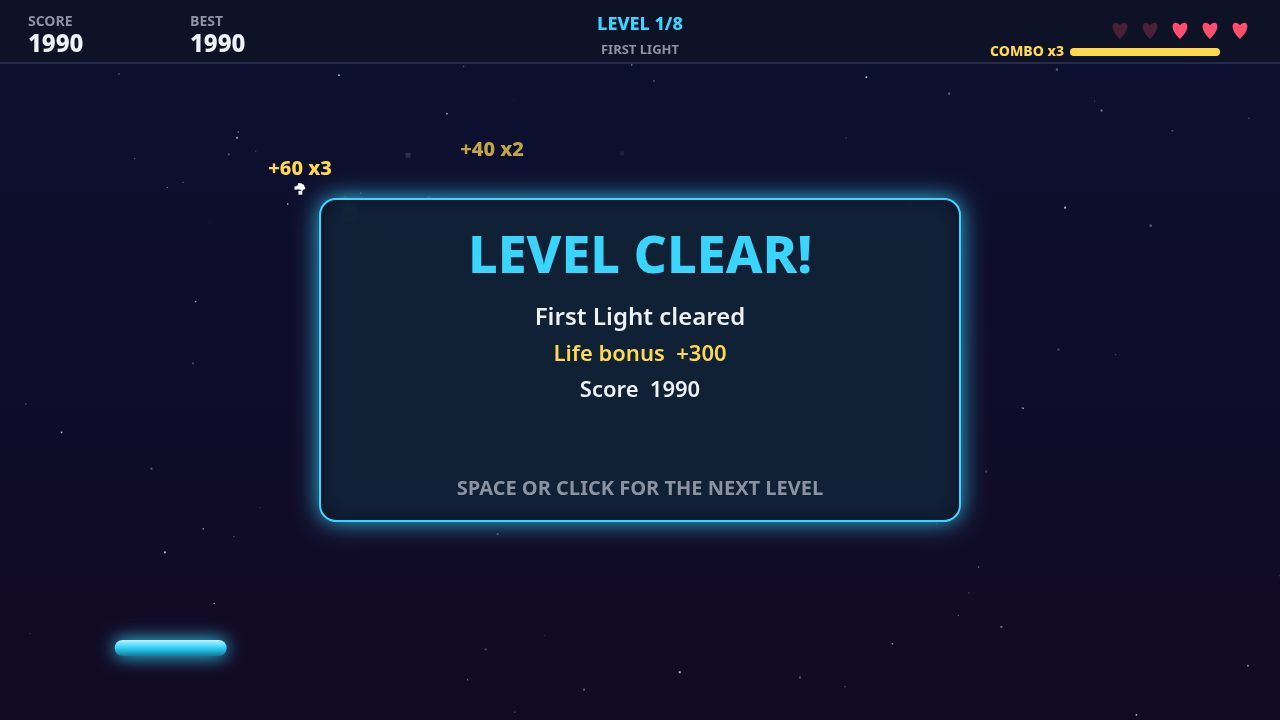 SCORE
1990
BEST
1990
LEVEL 1/8
FIRST LIGHT
COMBO x3
+60 x3
+40 x2
LEVEL CLEAR!
First Light cleared
Life bonus +300
Score 1990
SPACE OR CLICK FOR THE NEXT LEVEL